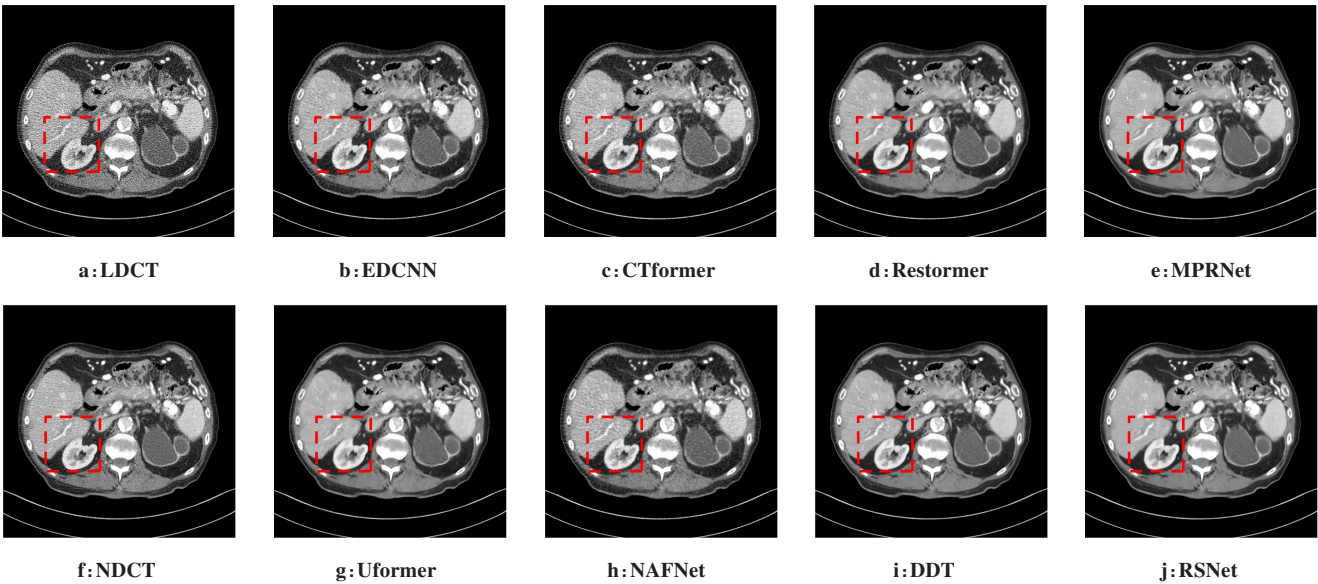 a:LDCT b:EDCNN c:CTformer d:Restormer e:MPRNet
f:NDCT g:Uformer h:NAFNet i:DDT j:RSNet